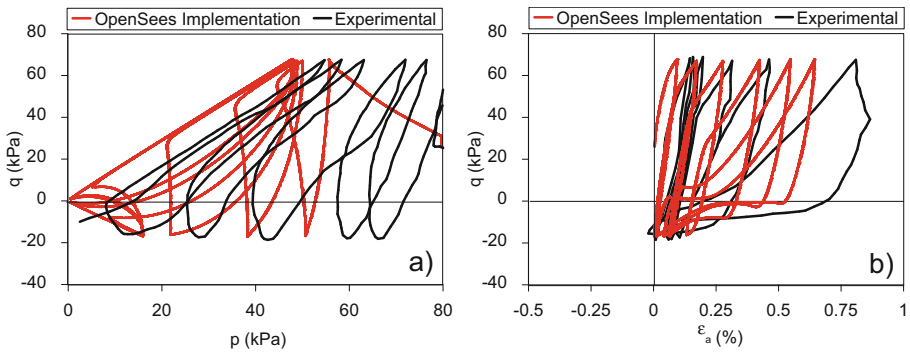 OpenSees Implementation Experimental
80
60
40
20
0
-20
-40
q (kPa)
0 20 40 60 80
p (kPa)
a)
OpenSees Implementation Experimental
80
60
40
20
0
-20
-40
q (kPa)
-0.5 -0.25 0 0.25 0.5 0.75 1
εa (%)
b)